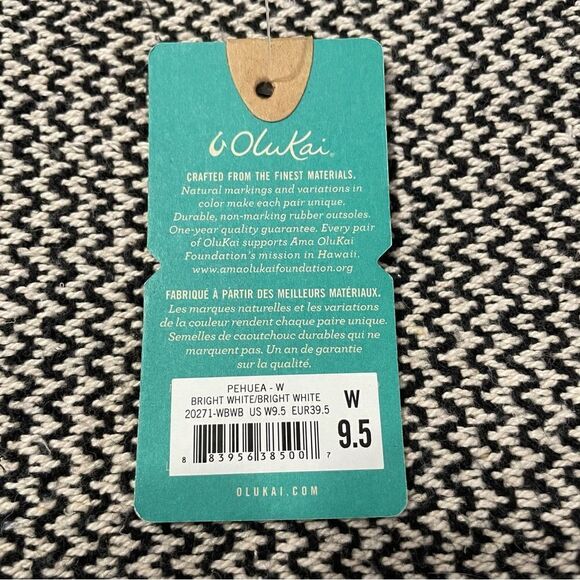 OluKai®
CRAFTED FROM THE FINEST MATERIALS.
Natural markings and variations in
color make each pair unique.
Durable, non-marking rubber outsoles.
One-year quality guarantee. Every pair
of OluKai supports Ama OluKai
Foundation's mission in Hawaii.
www.amaolukaifoundation.org
FABRIQUÉ À PARTIR DES MEILLEURS MATÉRIAUX.
Les marques naturelles et les variations
de la couleur rendent chaque paire unique.
Semelles de caoutchouc durables qui ne
marquent pas. Un an de garantie
sur la qualité.
PEHUEA - W
BRIGHT WHITE/BRIGHT WHITE
20271-WBWB US W9.5 EUR39.5
W
9.5
8 83956 38500 7
OLUKAI.COM